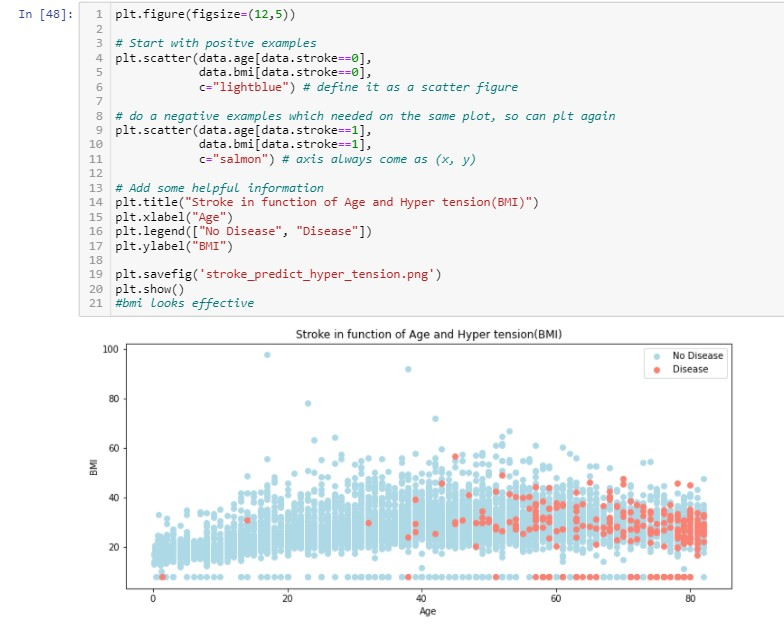 In [48]:
1 plt.figure(figsize=(12,5))
2
3 # Start with positve examples
4 plt.scatter(data.age[data.stroke==0],
5             data.bmi[data.stroke==0],
6             c="lightblue") # define it as a scatter figure
7
8 # do a negative examples which needed on the same plot, so can plt again
9 plt.scatter(data.age[data.stroke==1],
10             data.bmi[data.stroke==1],
11             c="salmon") # axis always come as (x, y)
12
13 # Add some helpful information
14 plt.title("Stroke in function of Age and Hyper tension(BMI)")
15 plt.xlabel("Age")
16 plt.legend(["No Disease", "Disease"])
17 plt.ylabel("BMI")
18
19 plt.savefig('stroke_predict_hyper_tension.png')
20 plt.show()
21 #bmi looks effective
Stroke in function of Age and Hyper tension(BMI)
No Disease
Disease
100
80
60
40
20
BMI
0 20 40 60 80
Age